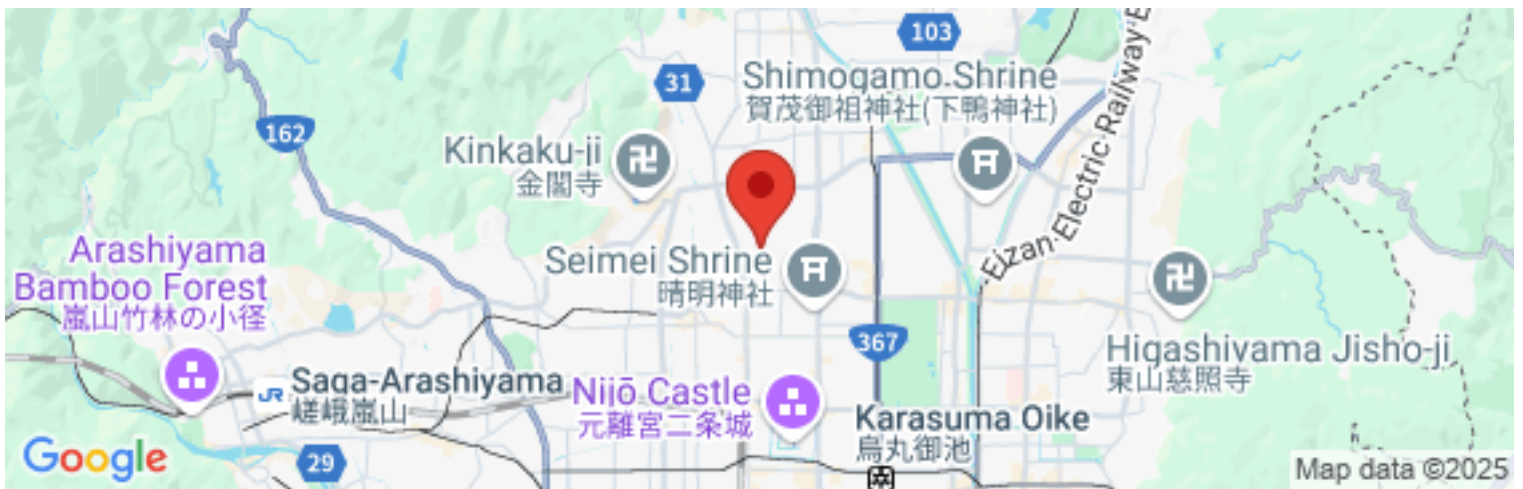 103
31
Shimogamo Shrine
賀茂御祖神社(下鴨神社)
162
Kinkaku-ji
金閣寺
Eizan Electric Railway E
Arashiyama
Bamboo Forest
嵐山竹林の小径
Seimei Shrine
晴明神社
367
Higashiyama Jisho-ji
東山慈照寺
JR
Saga-Arashiyama
嵯峨嵐山
Nijō Castle
元離宮二条城
Karasuma Oike
烏丸御池
Google
29
Map data ©2025